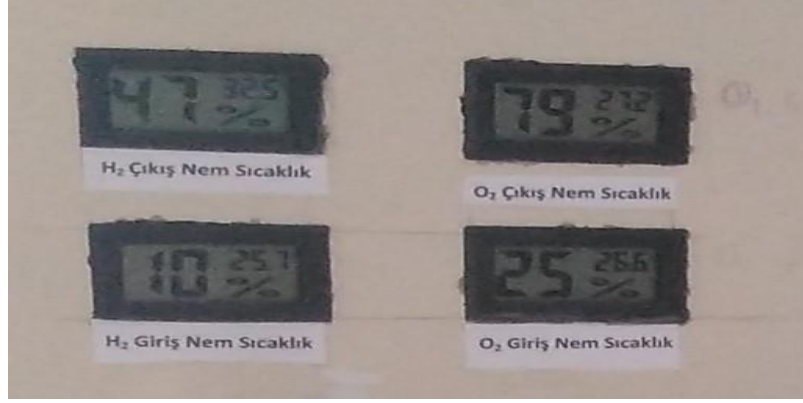 47 32.5
%
H₂ Çıkış Nem Sıcaklık
79 27.2
%
O₂ Çıkış Nem Sıcaklık
10 25.7
%
H₂ Giriş Nem Sıcaklık
25 26.6
%
O₂ Giriş Nem Sıcaklık